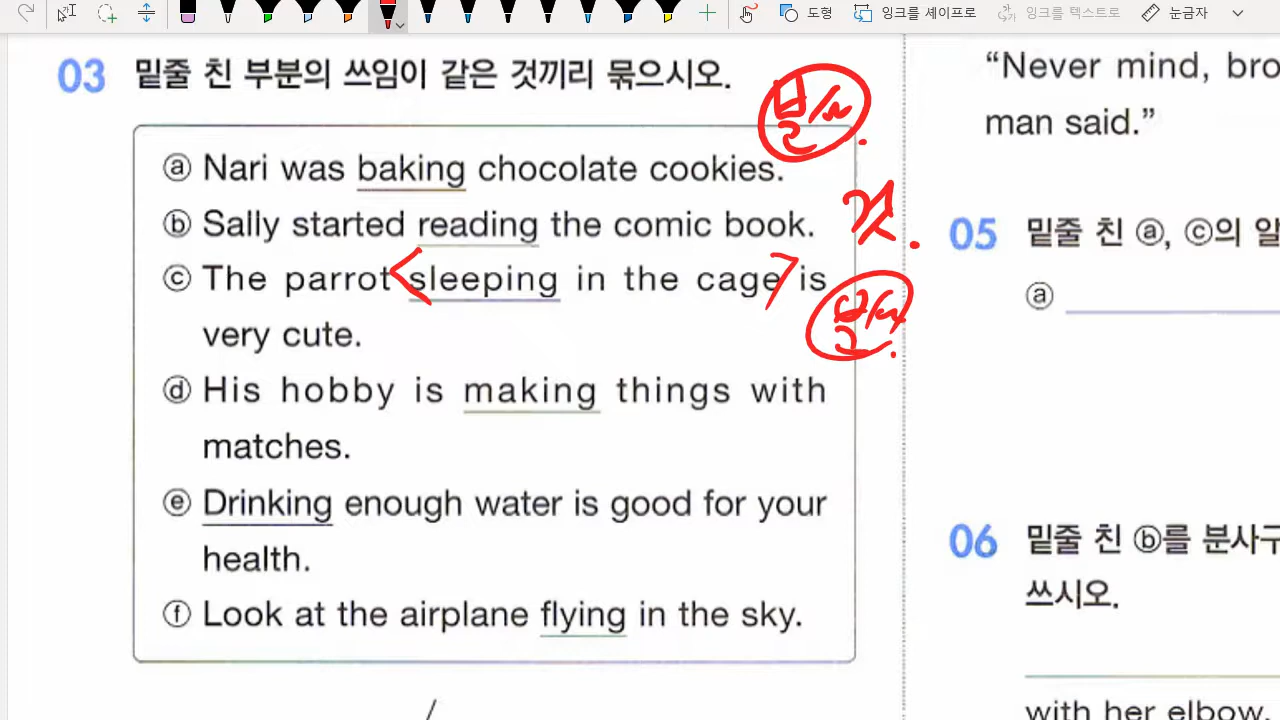 도형 잉크를 셰이프로 잉크를 텍스트로 눈금자
03 밑줄 친 부분의 쓰임이 같은 것끼리 묶으시오.
ⓐ Nari was baking chocolate cookies.
ⓑ Sally started reading the comic book.
것.
ⓒ The parrot < sleeping in the cage > is
very cute.
ⓓ His hobby is making things with
matches.
ⓔ Drinking enough water is good for your
health.
ⓕ Look at the airplane flying in the sky.
/
“Never mind, bro
man said.”
05 밑줄 친 ⓐ, ⓒ의 알
ⓐ
06 밑줄 친 ⓑ를 분사구
쓰시오.
with her elbow.